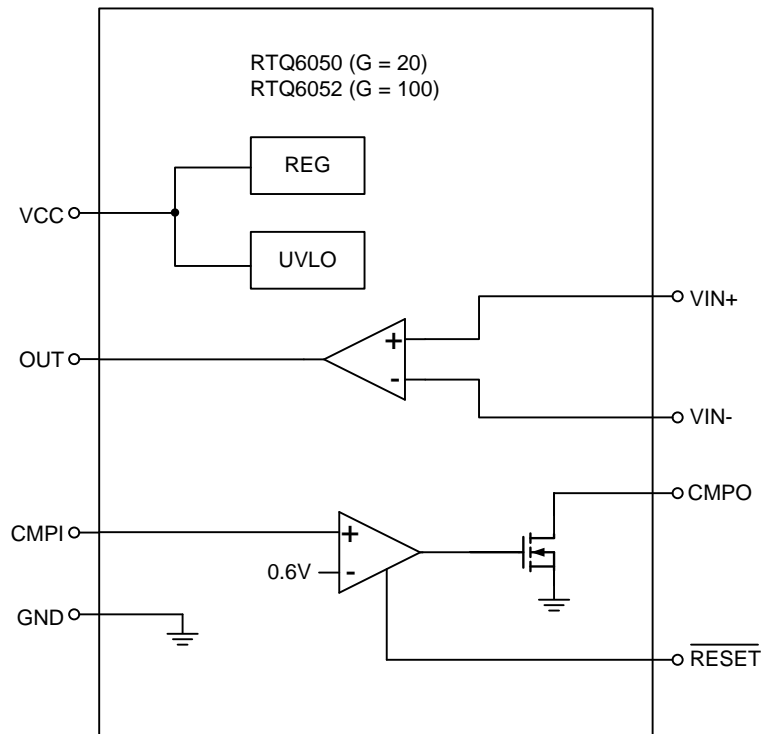 RTQ6050 (G = 20)
RTQ6052 (G = 100)
REG
VCC
UVLO
VIN+
OUT
+
-
VIN-
CMPO
CMPI
+
0.6V
-
GND
RESET